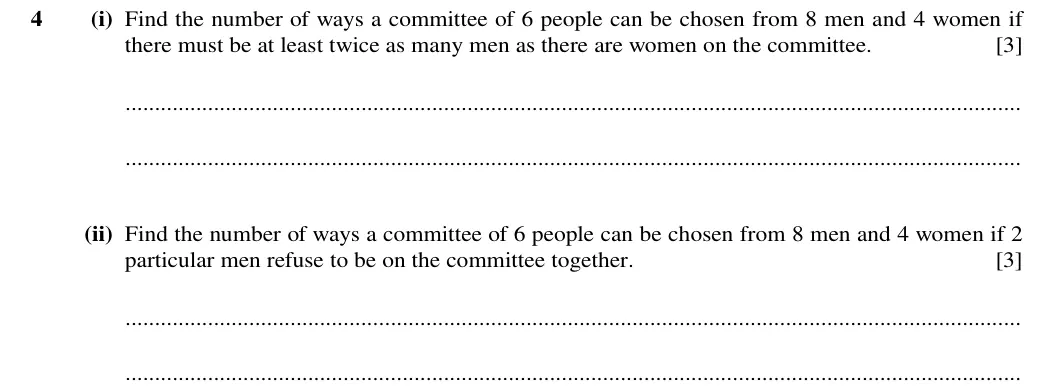 4 (i) Find the number of ways a committee of 6 people can be chosen from 8 men and 4 women if
there must be at least twice as many men as there are women on the committee. [3]
(ii) Find the number of ways a committee of 6 people can be chosen from 8 men and 4 women if 2
particular men refuse to be on the committee together. [3]